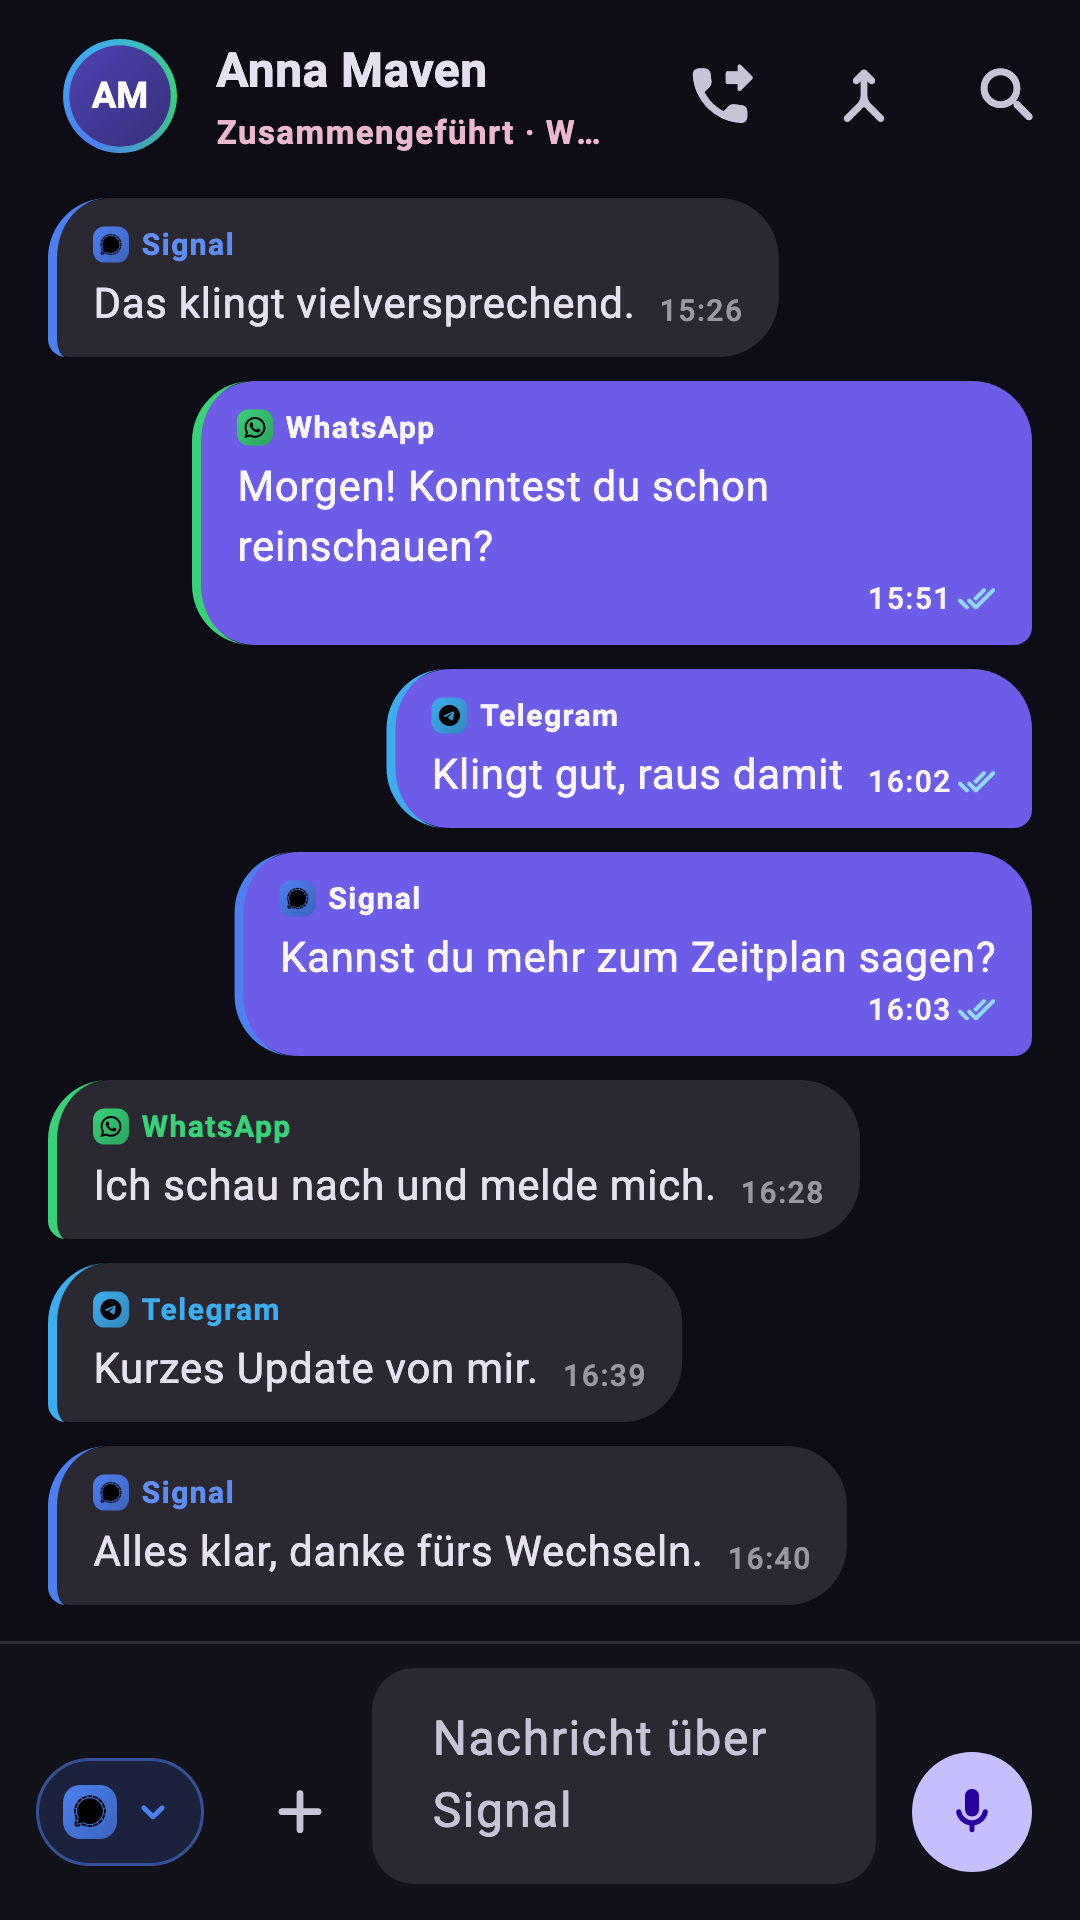 AM
Anna Maven
Zusammengeführt · W…
Signal
Das klingt vielversprechend. 15:26
WhatsApp
Morgen! Konntest du schon
reinschauen?
15:51
Telegram
Klingt gut, raus damit 16:02
Signal
Kannst du mehr zum Zeitplan sagen?
16:03
WhatsApp
Ich schau nach und melde mich. 16:28
Telegram
Kurzes Update von mir. 16:39
Signal
Alles klar, danke fürs Wechseln. 16:40
Nachricht über
Signal